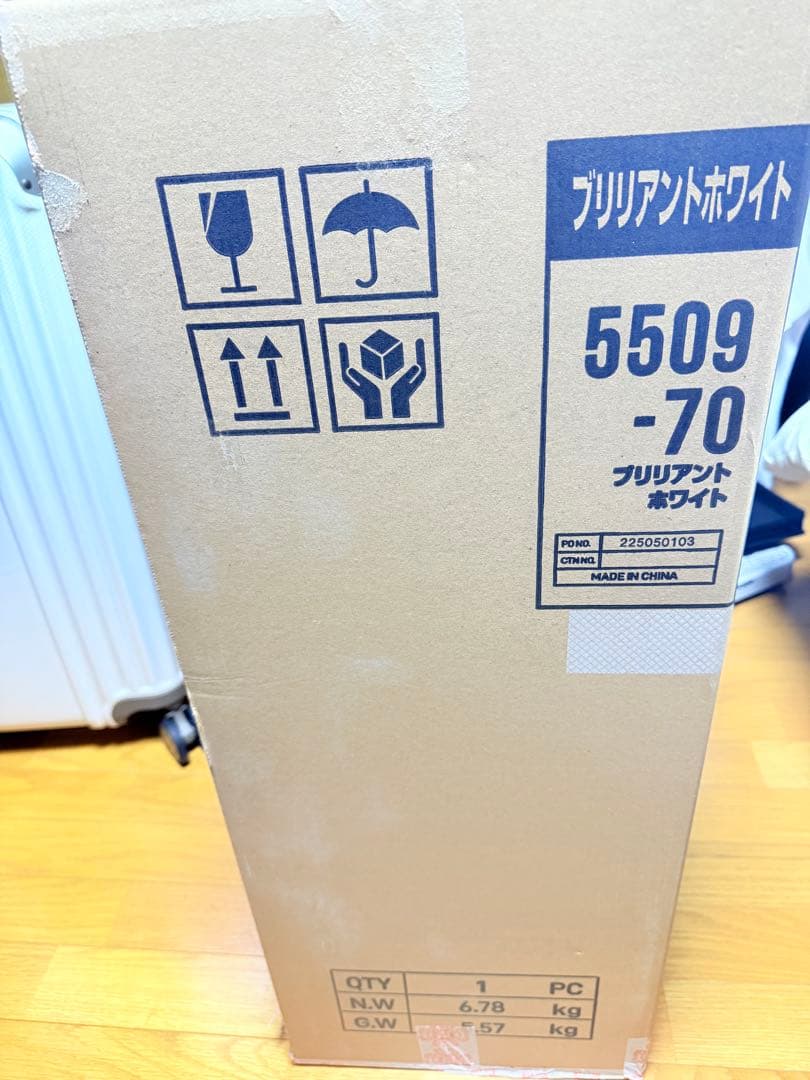 ブリリアントホワイト
5509
-70
ブリリアント
ホワイト
PO NO. 225050103
CTN NO.
MADE IN CHINA
QTY 1 PC
N.W 6.78 kg
G.W .57 kg